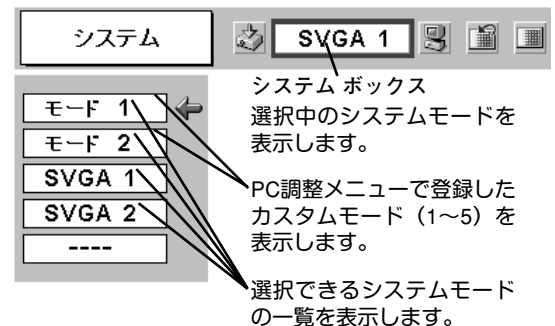 システム
SVGA 1
システム ボックス
選択中のシステムモードを
表示します。
モード 1
モード 2
SVGA 1
SVGA 2
----
PC調整メニューで登録した
カスタムモード（1～5）を
表示します。
選択できるシステムモード
の一覧を表示します。